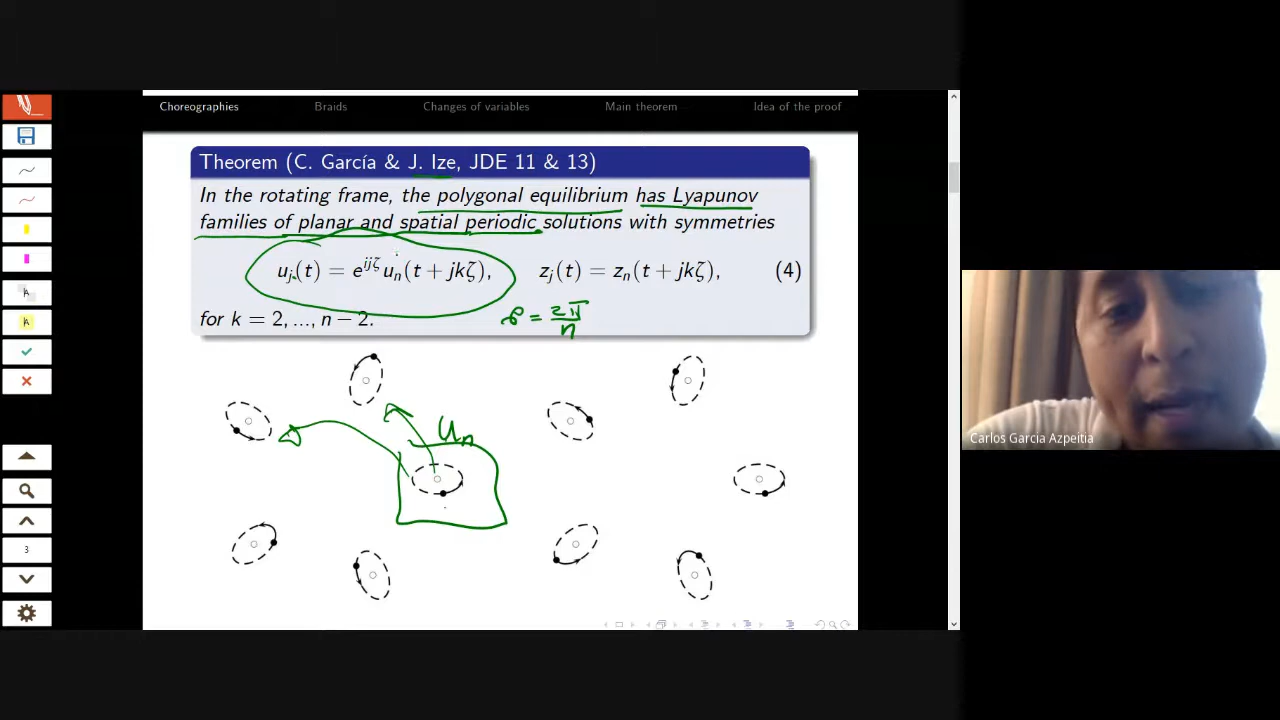 Choreographies Braids Changes of variables Main theorem Idea of the proof
Theorem (C. García & J. Ize, JDE 11 & 13)
In the rotating frame, the polygonal equilibrium has Lyapunov
families of planar and spatial periodic solutions with symmetries
u_j(t) = e^{ijζ} u_n(t + jkζ), z_j(t) = z_n(t + jkζ), (4)
for k = 2, ..., n − 2.
ζ = 2π/n
u_n
k
k
3
Carlos Garcia Azpeitia